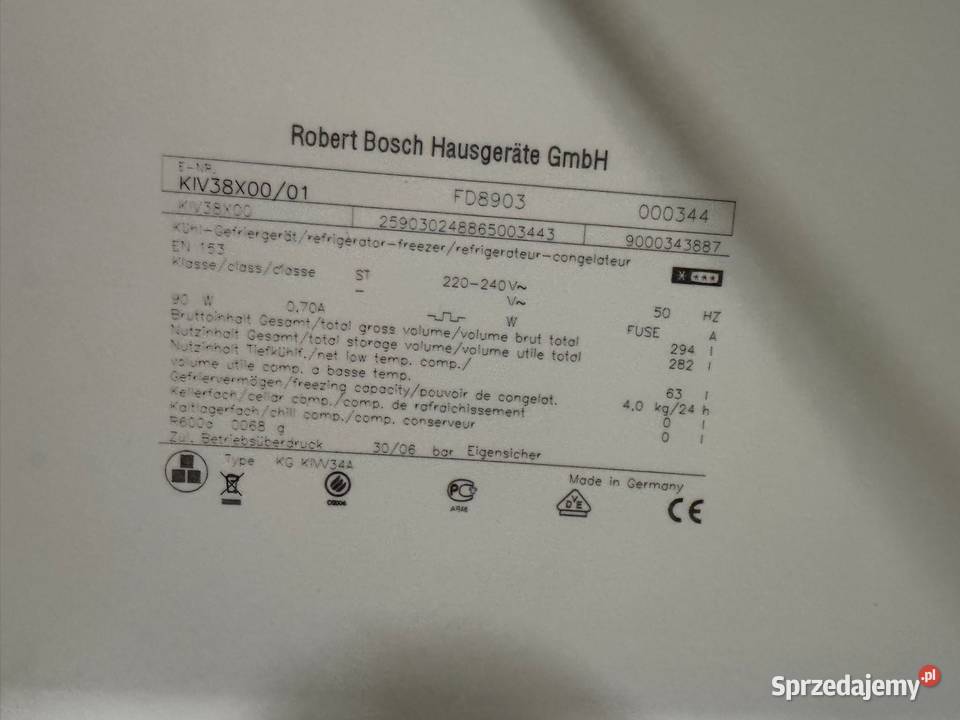 Robert Bosch Hausgeräte GmbH
E-NR.
KIV38X00/01 FD8903 000344
KIV38X00 259030248865003443 9000343887
Kühl-Gefriergerät/refrigerator-freezer/refrigerateur-congelateur
EN 153
Klasse/class/classe ST 220-240V~ 50 HZ
- V~
90 W 0.70A W FUSE A
Bruttoinhalt Gesamt/total gross volume/volume brut total 294 l
Nutzinhalt Gesamt/total storage volume/volume utile total 282 l
Nutzinhalt Tiefkühlf./net low temp. comp./
volume utile comp. a basse temp. 63 l
Gefriervermögen/freezing capacity/pouvoir de congelat. 4.0 kg/24 h
Kellerfach/cellar comp./comp. de rafraichissement 0 l
Kaltlagerfach/chill comp./comp. conserveur 0 l
R600a 0068 g
Zul. Betriebsüberdruck 30/06 bar Eigensicher
Type KG KIVV34A Made in Germany
PC VDE CE
Sprzedajemy.pl